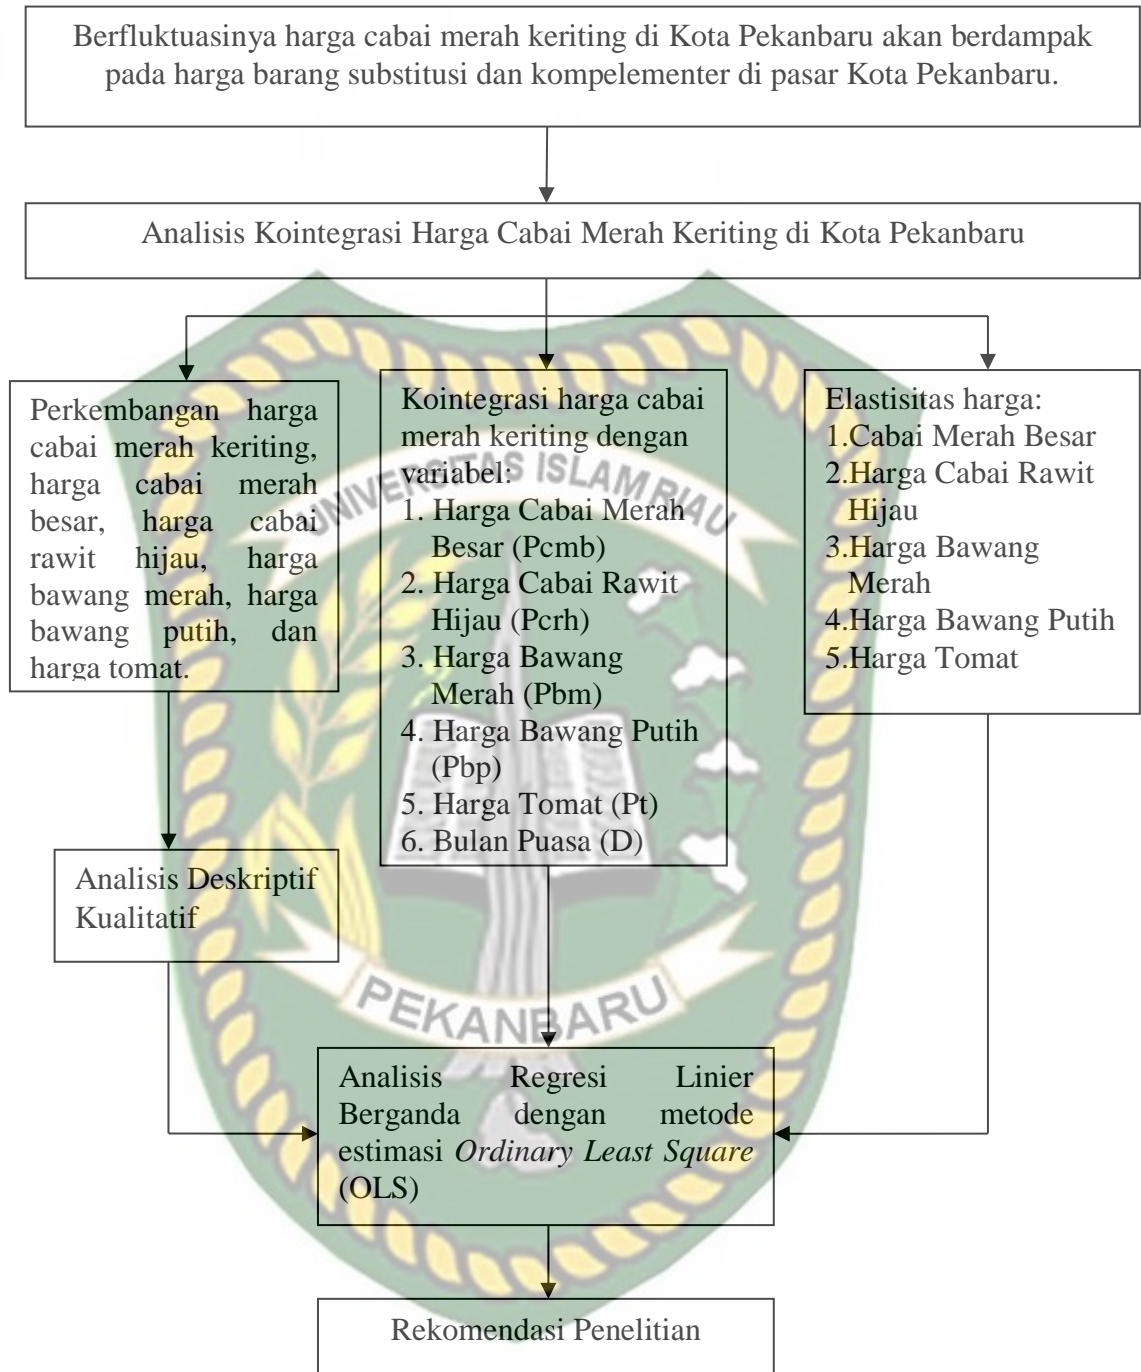 Berfluktuasinya harga cabai merah keriting di Kota Pekanbaru akan berdampak
pada harga barang substitusi dan kompelementer di pasar Kota Pekanbaru.
Analisis Kointegrasi Harga Cabai Merah Keriting di Kota Pekanbaru
Perkembangan harga
cabai merah keriting,
harga cabai merah
besar, harga cabai
rawit hijau, harga
bawang merah, harga
bawang putih, dan
harga tomat.
Kointegrasi harga cabai
merah keriting dengan
variabel:
1. Harga Cabai Merah
Besar (Pcmb)
2. Harga Cabai Rawit
Hijau (Pcrh)
3. Harga Bawang
Merah (Pbm)
4. Harga Bawang Putih
(Pbp)
5. Harga Tomat (Pt)
6. Bulan Puasa (D)
Elastisitas harga:
1.Cabai Merah Besar
2.Harga Cabai Rawit
Hijau
3.Harga Bawang
Merah
4.Harga Bawang Putih
5.Harga Tomat
UNIVERSITAS ISLAM RIAU
Analisis Deskriptif
Kualitatif
PEKANBARU
Analisis Regresi Linier
Berganda dengan metode
estimasi Ordinary Least Square
(OLS)
Rekomendasi Penelitian